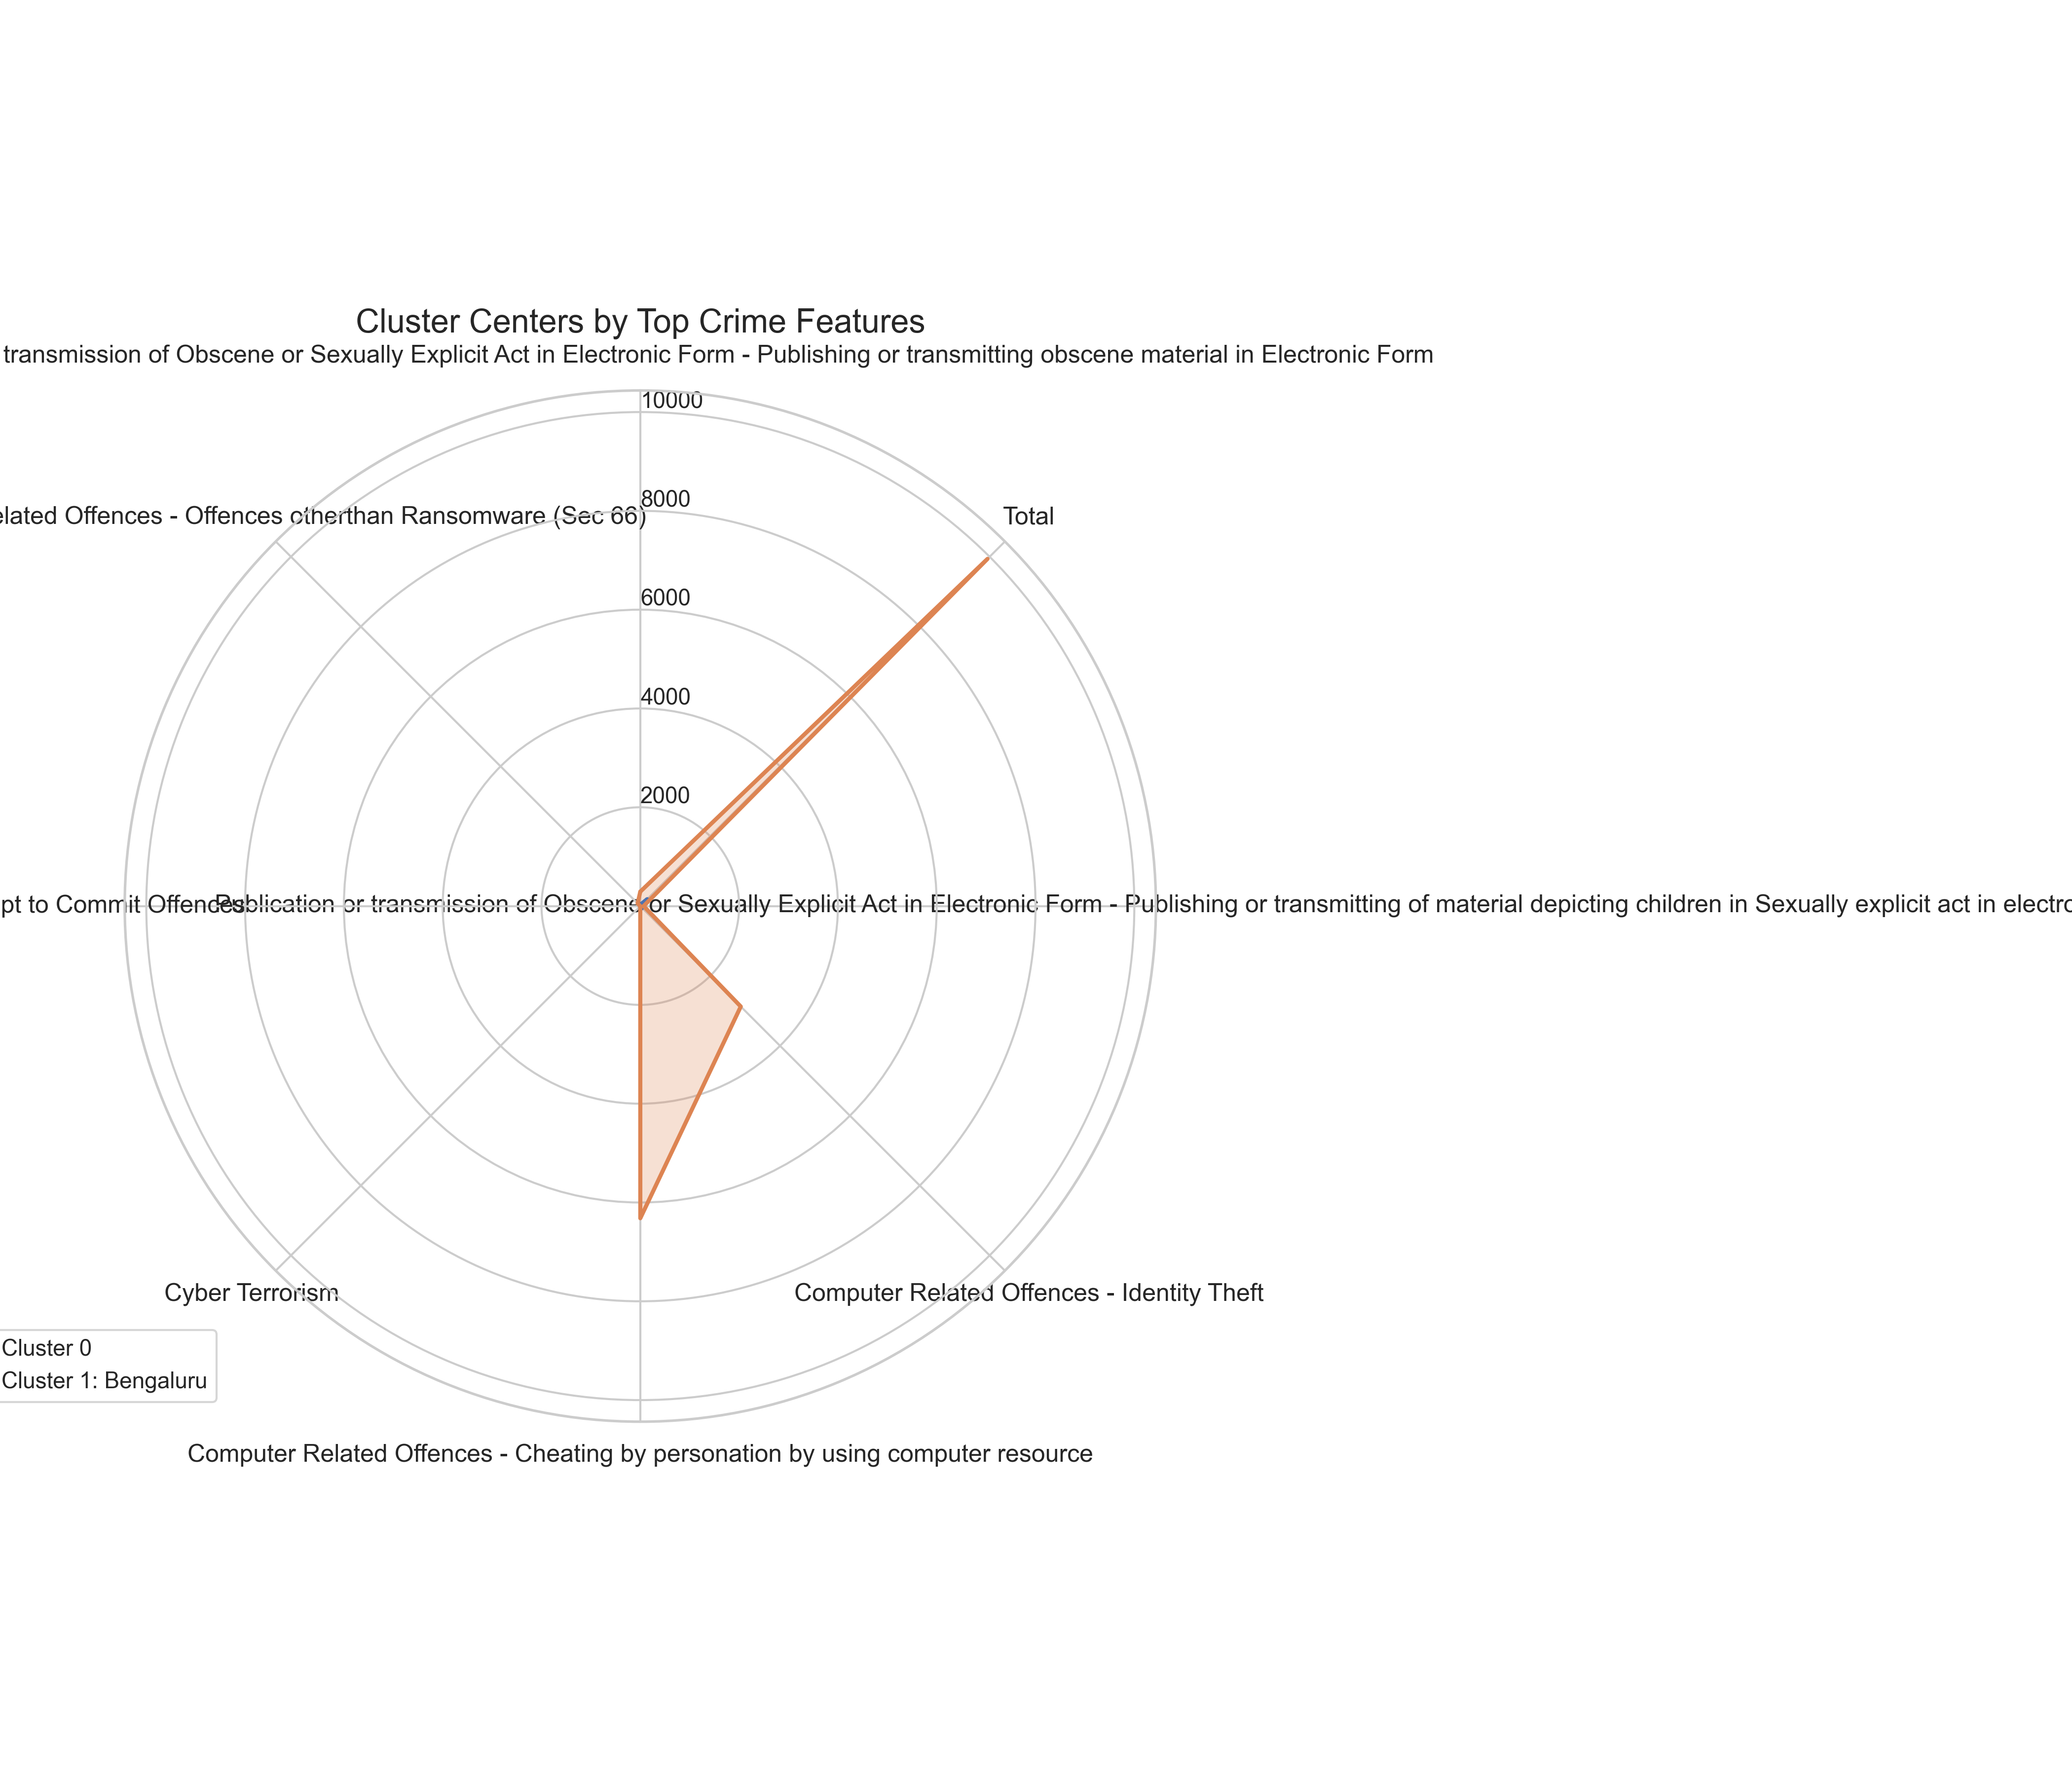 Cluster Centers by Top Crime Features
transmission of Obscene or Sexually Explicit Act in Electronic Form - Publishing or transmitting obscene material in Electronic Form
10000
8000
elated Offences - Offences otherthan Ransomware (Sec 66)
Total
6000
4000
2000
pt to Commit Offences
Publication or transmission of Obscene or Sexually Explicit Act in Electronic Form - Publishing or transmitting of material depicting children in Sexually explicit act in electro
Cyber Terrorism
Computer Related Offences - Identity Theft
Cluster 0
Cluster 1: Bengaluru
Computer Related Offences - Cheating by personation by using computer resource